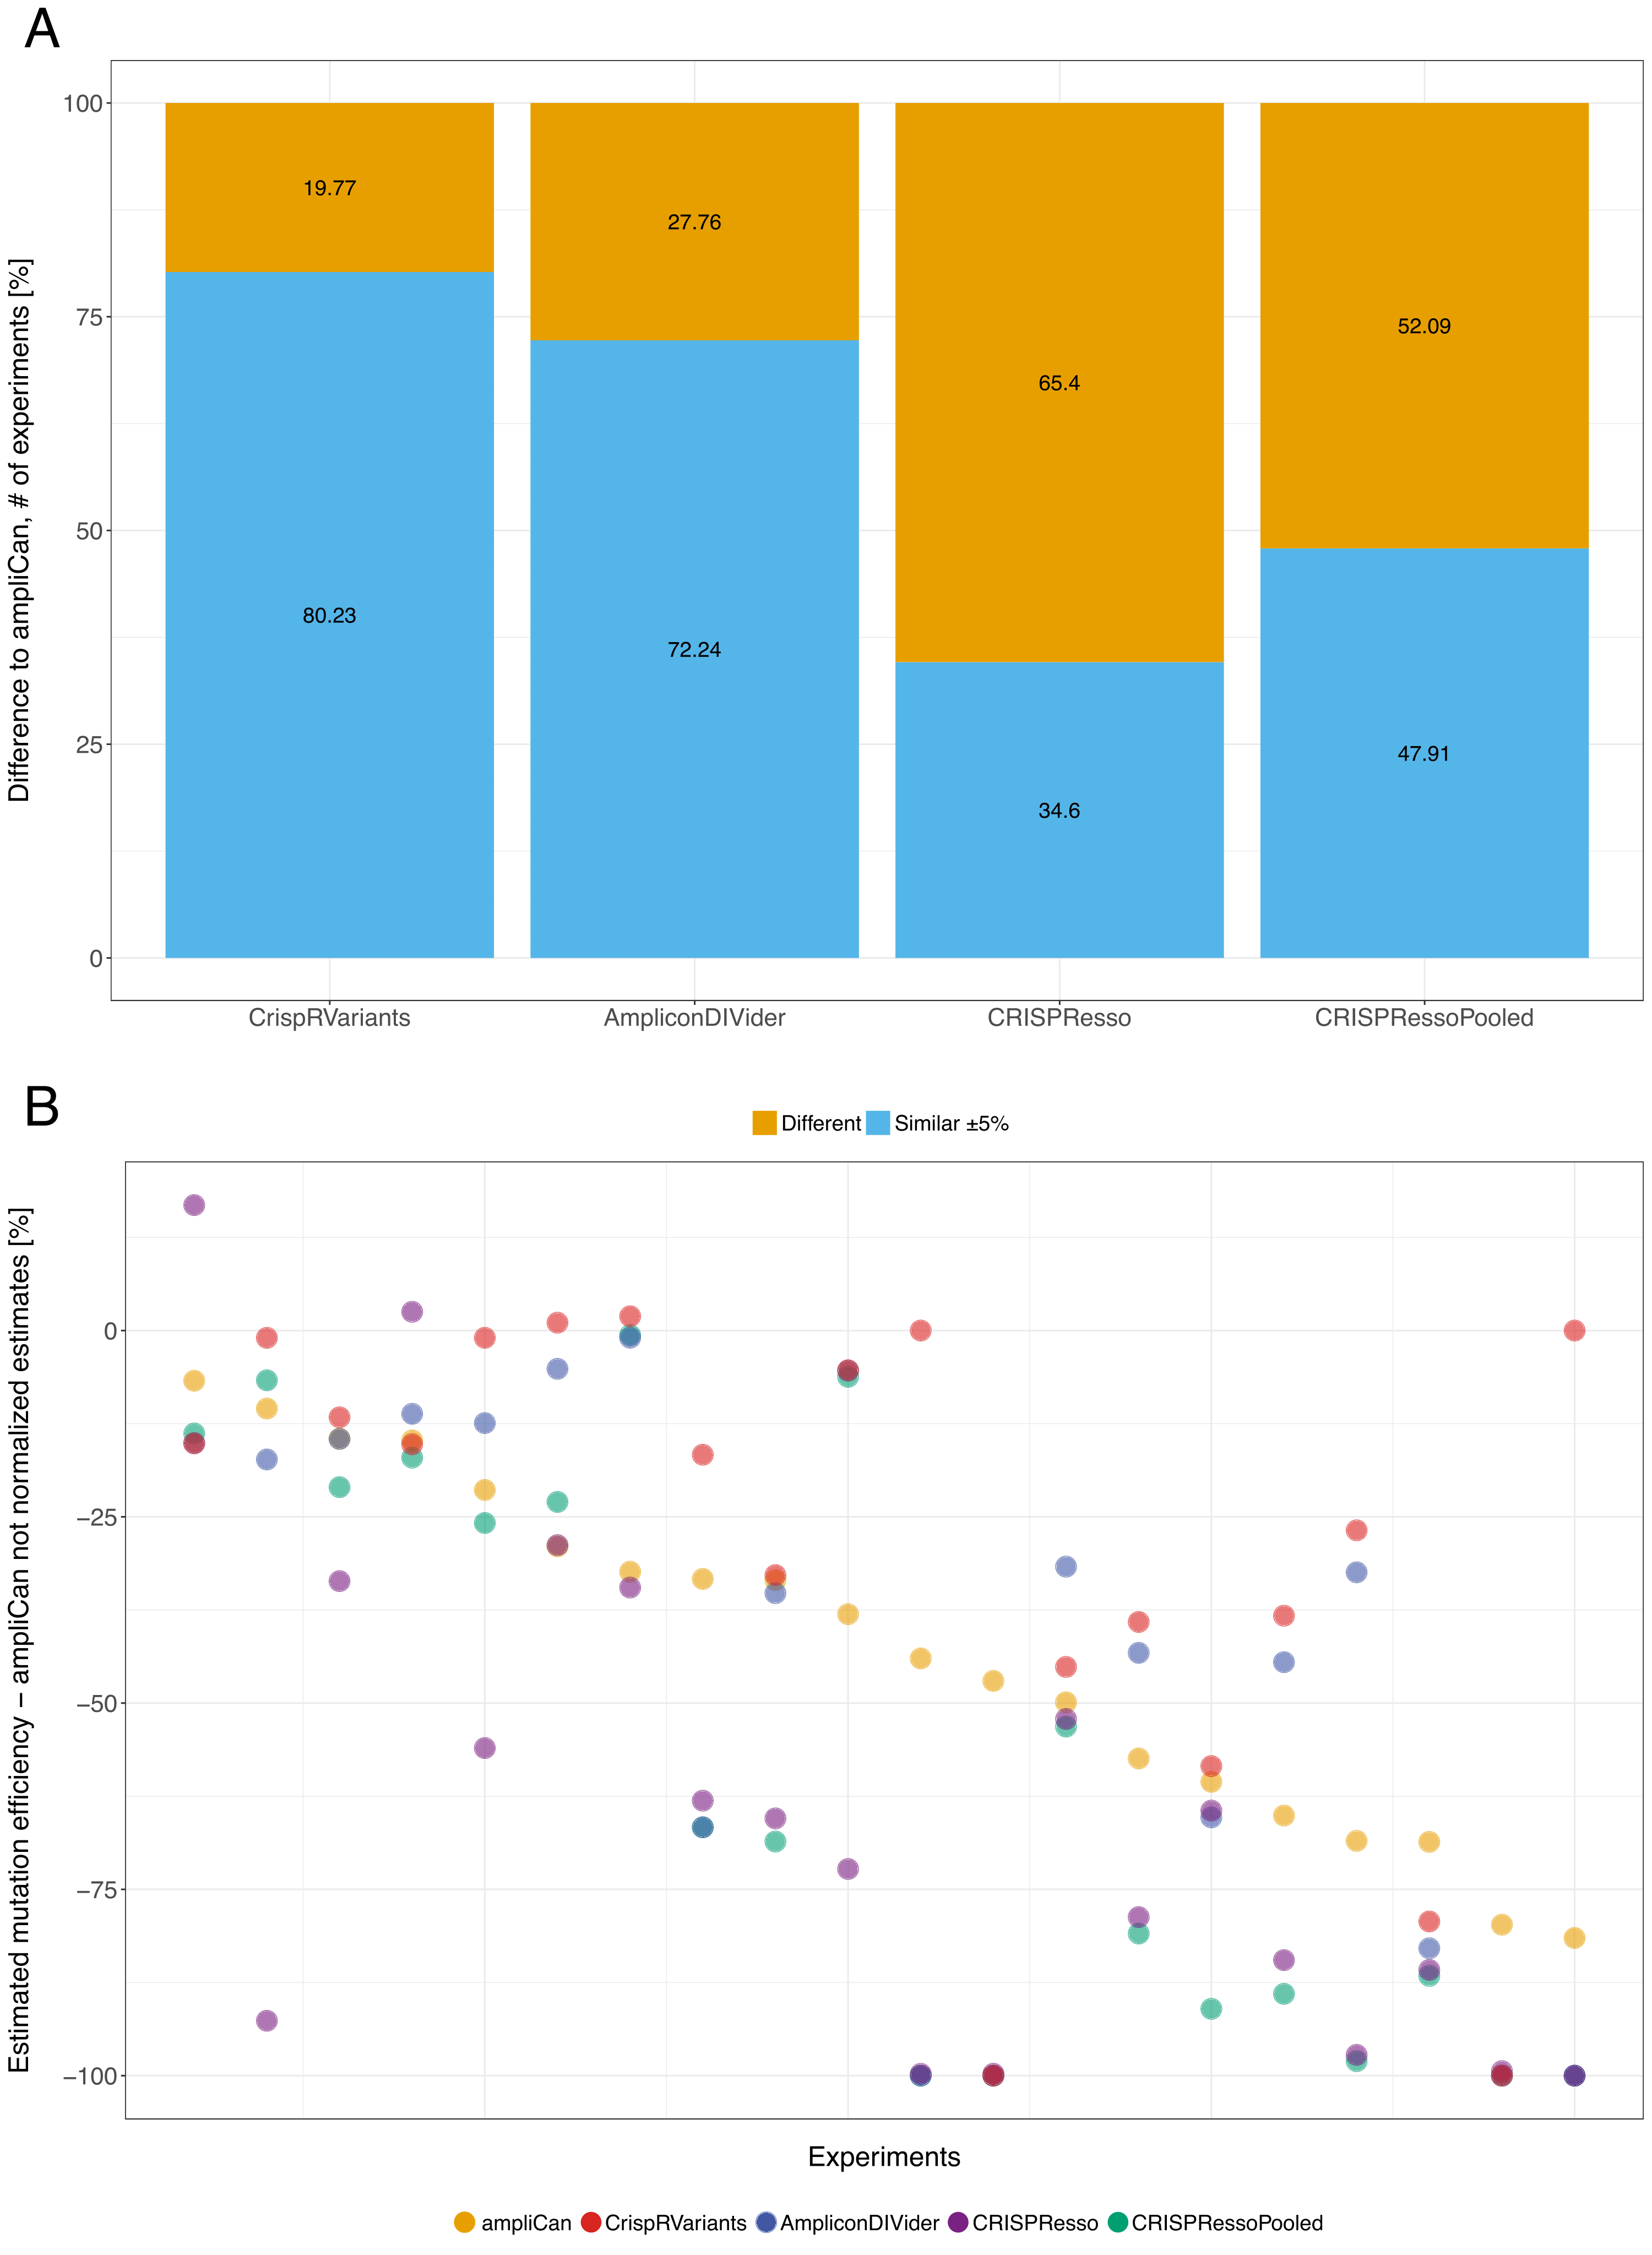 A
Difference to ampliCan, # of experiments [%]
100
75
50
25
0
19.77
27.76
65.4
52.09
80.23
72.24
34.6
47.91
CrispRVariants
AmpliconDIVider
CRISPResso
CRISPRessoPooled
Different
Similar ±5%
B
Estimated mutation efficiency − ampliCan not normalized estimates [%]
0
−25
−50
−75
−100
Experiments
ampliCan
CrispRVariants
AmpliconDIVider
CRISPResso
CRISPRessoPooled